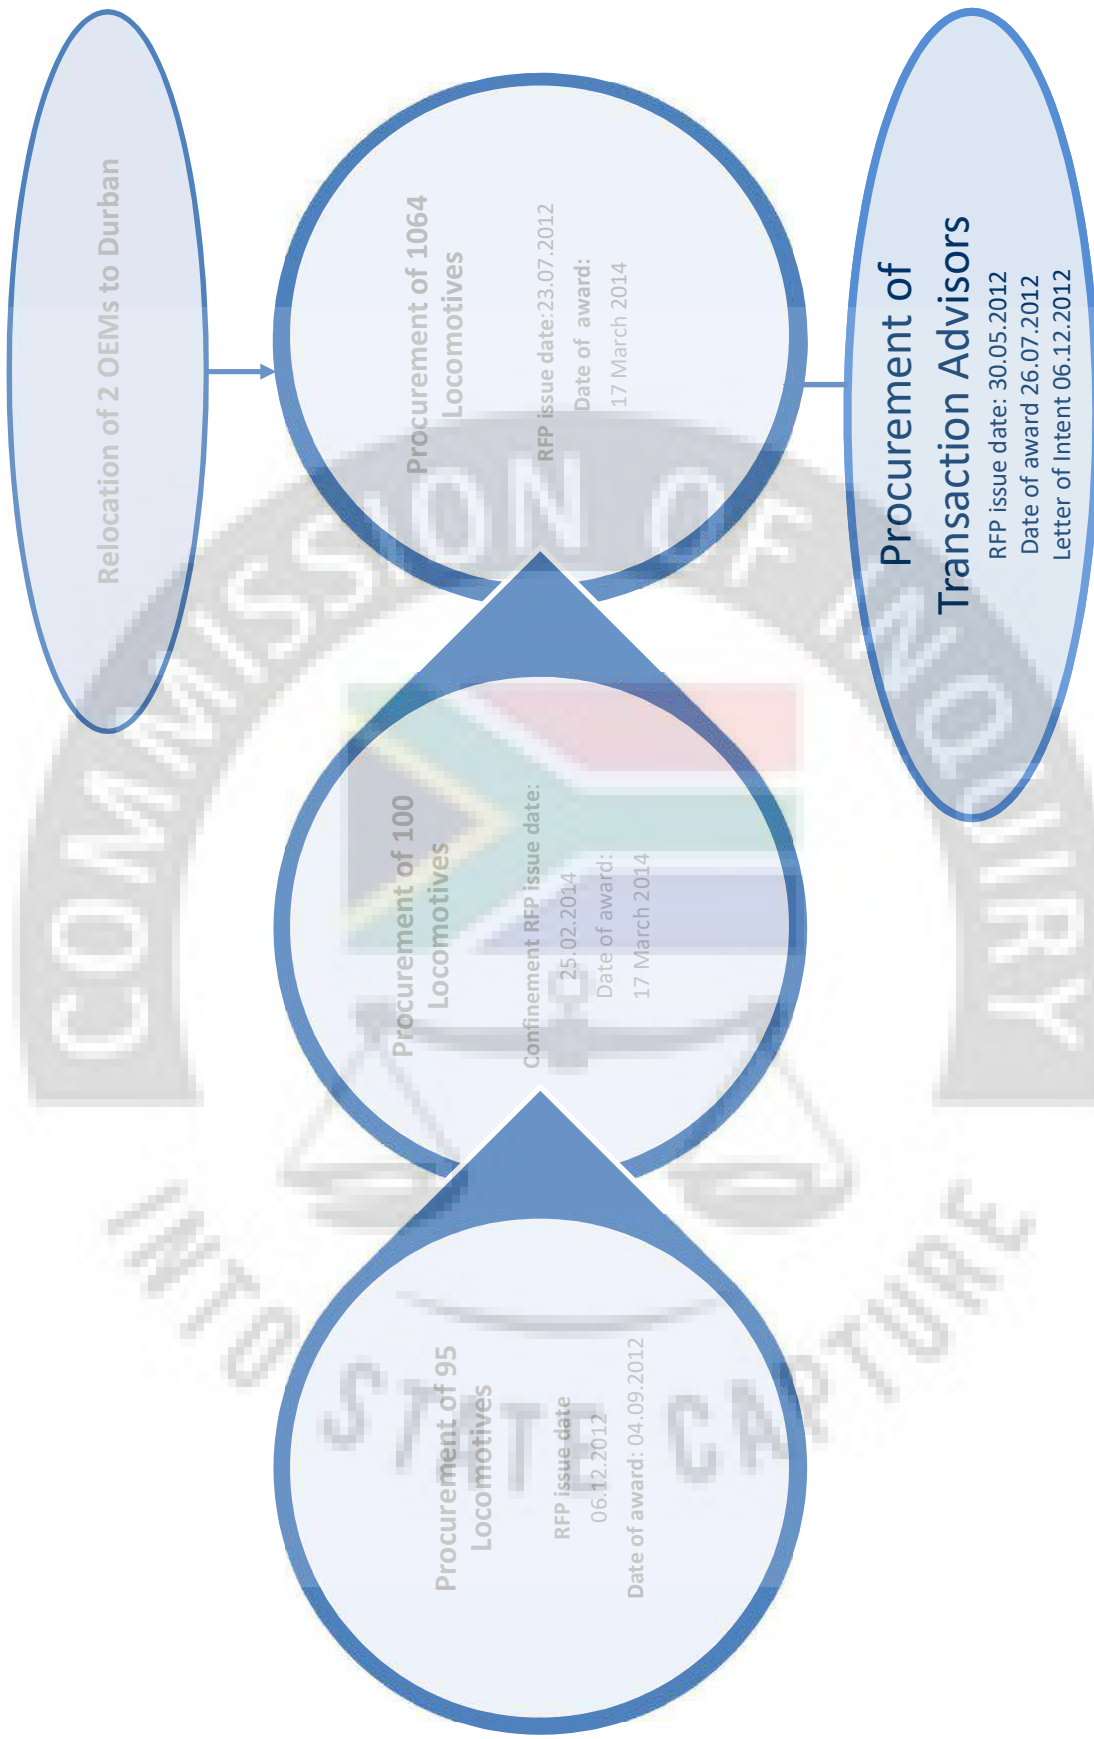 Relocation of 2 OEMs to Durban
Procurement of 95
Locomotives
RFP issue date
06.12.2012
Date of award: 04.09.2012
Procurement of 100
Locomotives
Confinement RFP issue date:
25.02.2014
Date of award:
17 March 2014
Procurement of 1064
Locomotives
RFP issue date:23.07.2012
Date of award:
17 March 2014
Procurement of
Transaction Advisors
RFP issue date: 30.05.2012
Date of award 26.07.2012
Letter of Intent 06.12.2012
COMMISSION OF INQUIRY
INTO STATE CAPTURE